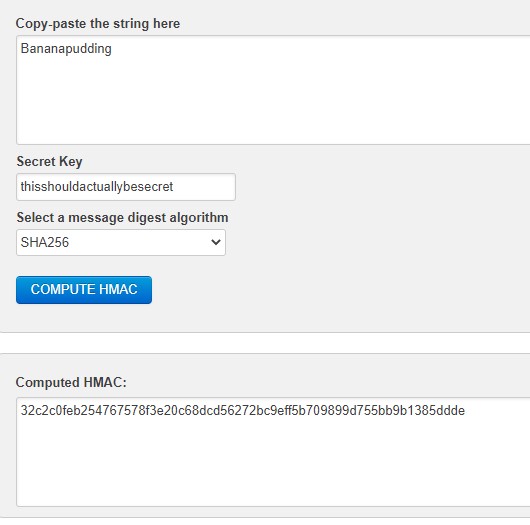 Copy-paste the string here
Bananapudding
Secret Key
thisshouldactuallybesecret
Select a message digest algorithm
SHA256
COMPUTE HMAC
Computed HMAC:
32c2c0feb254767578f3e20c68dcd56272bc9eff5b709899d755bb9b1385ddde